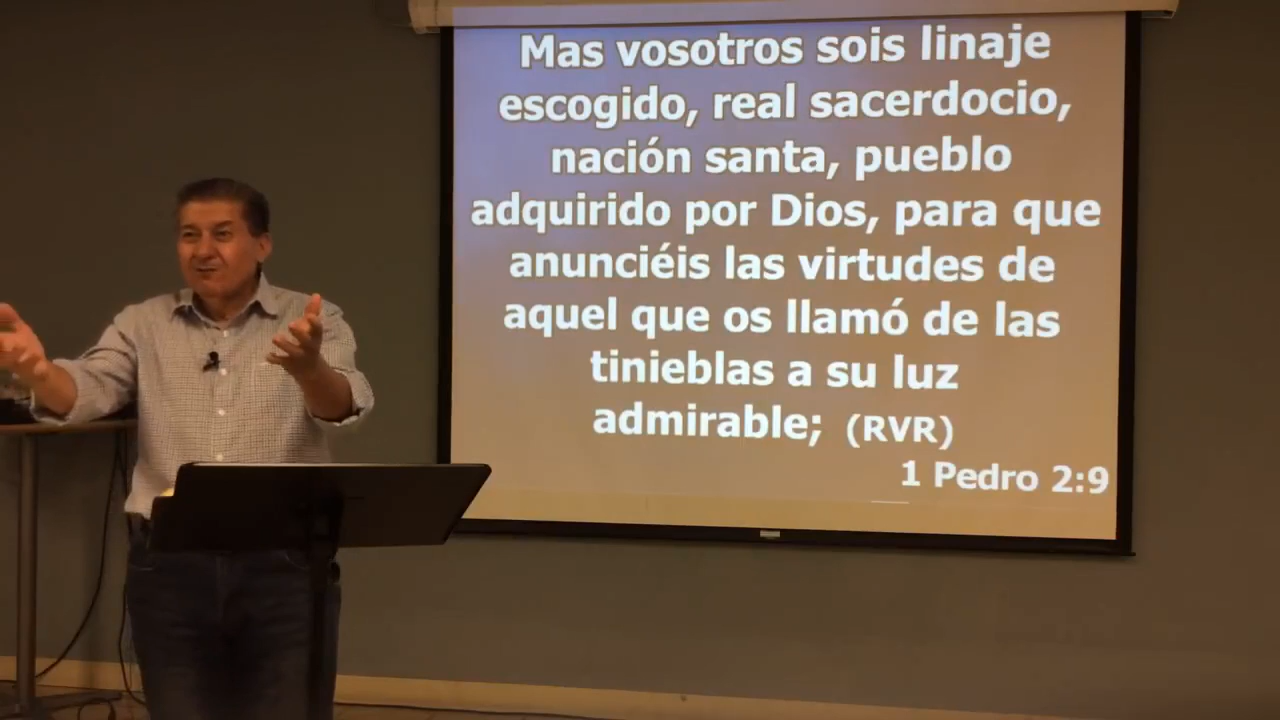 Mas vosotros sois linaje
escogido, real sacerdocio,
nación santa, pueblo
adquirido por Dios, para que
anunciéis las virtudes de
aquel que os llamó de las
tinieblas a su luz
admirable; (RVR)
1 Pedro 2:9